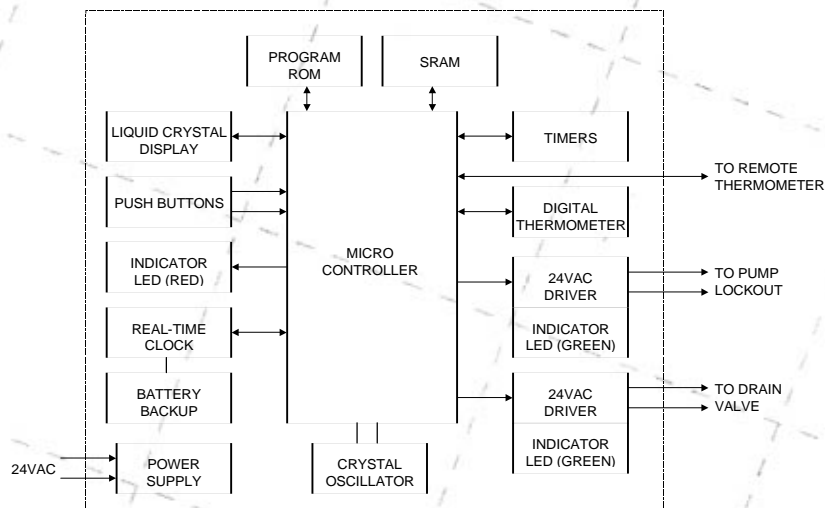 PROGRAM
ROM
SRAM
LIQUID CRYSTAL
DISPLAY
TIMERS
TO REMOTE
THERMOMETER
PUSH BUTTONS
DIGITAL
THERMOMETER
MICRO
CONTROLLER
INDICATOR
LED (RED)
24VAC
DRIVER
TO PUMP
LOCKOUT
REAL-TIME
CLOCK
INDICATOR
LED (GREEN)
BATTERY
BACKUP
24VAC
DRIVER
TO DRAIN
VALVE
24VAC
POWER
SUPPLY
CRYSTAL
OSCILLATOR
INDICATOR
LED (GREEN)